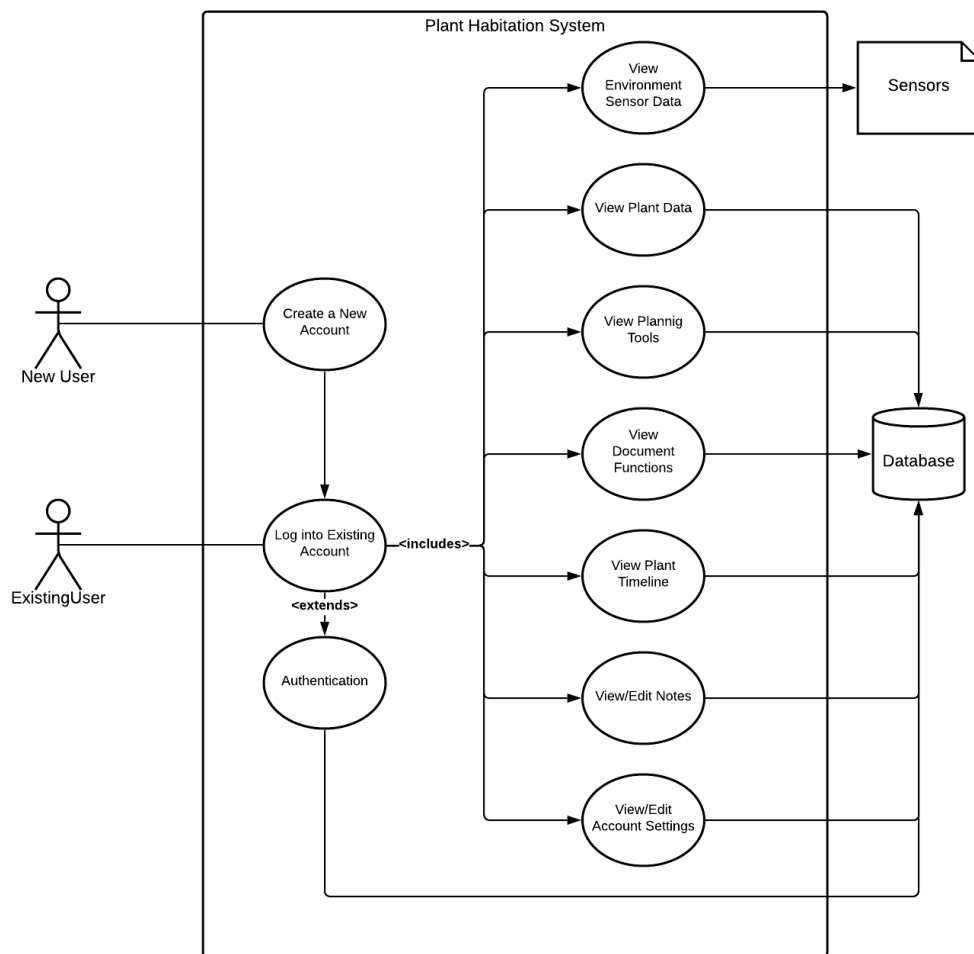 Plant Habitation System
View
Environment
Sensor Data
Sensors
View Plant Data
Create a New
Account
New User
View Plannig
Tools
View
Document
Functions
Database
Log into Existing
Account
<includes>
ExistingUser
<extends>
View Plant
Timeline
Authentication
View/Edit Notes
View/Edit
Account Settings